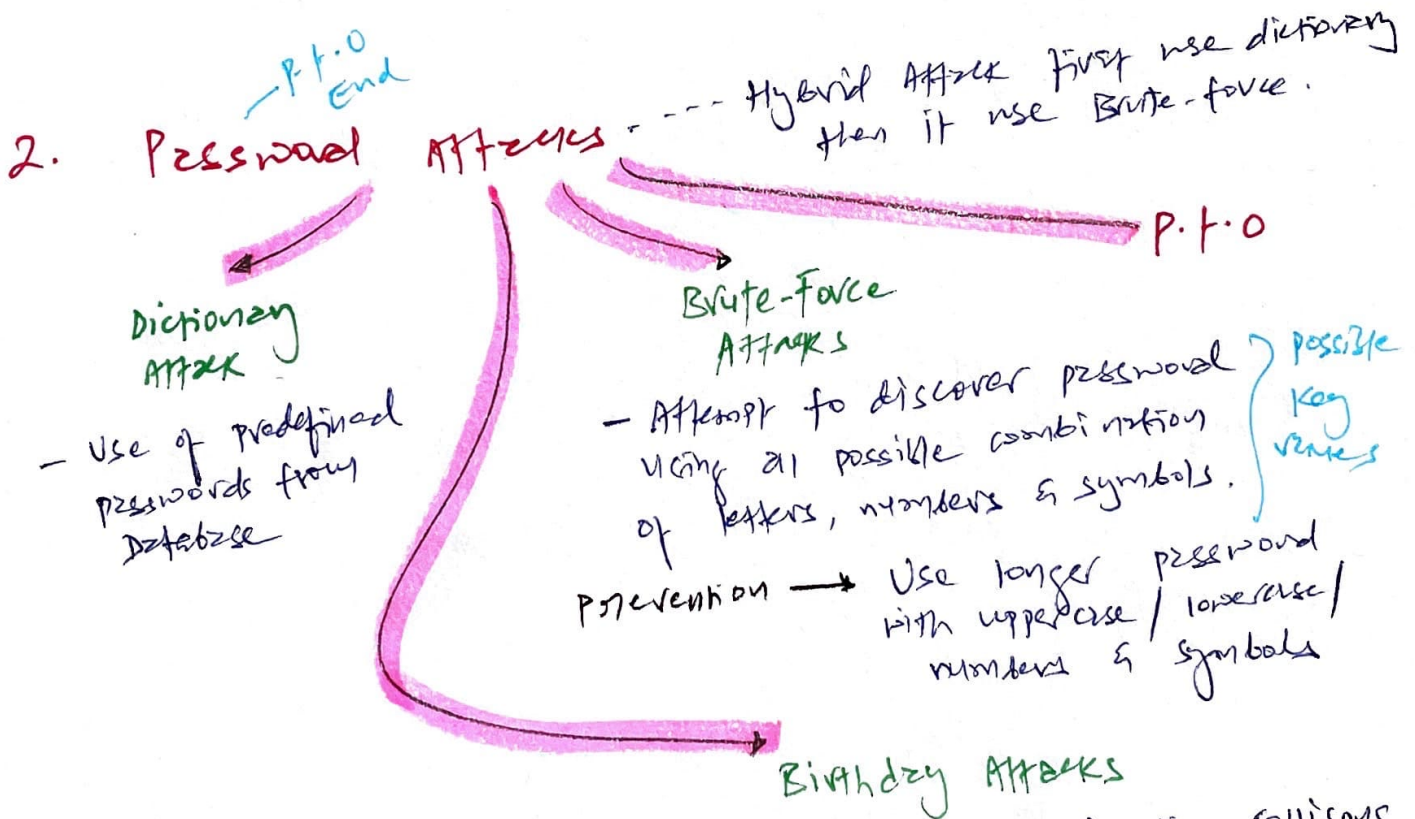 P.t.O
End
2. Password Attacks
Hybrid Attack first use dictionary
then it use Brute-force.
P.t.O
Dictionary
Attack
- Use of predefined
passwords from
Database
Brute-Force
Attacks
- Attempt to discover password
using all possible combination
of letters, numbers & symbols.
possible
key
values
Prevention → Use longer password
with uppercase / lowercase /
numbers & symbols
Birthday Attacks